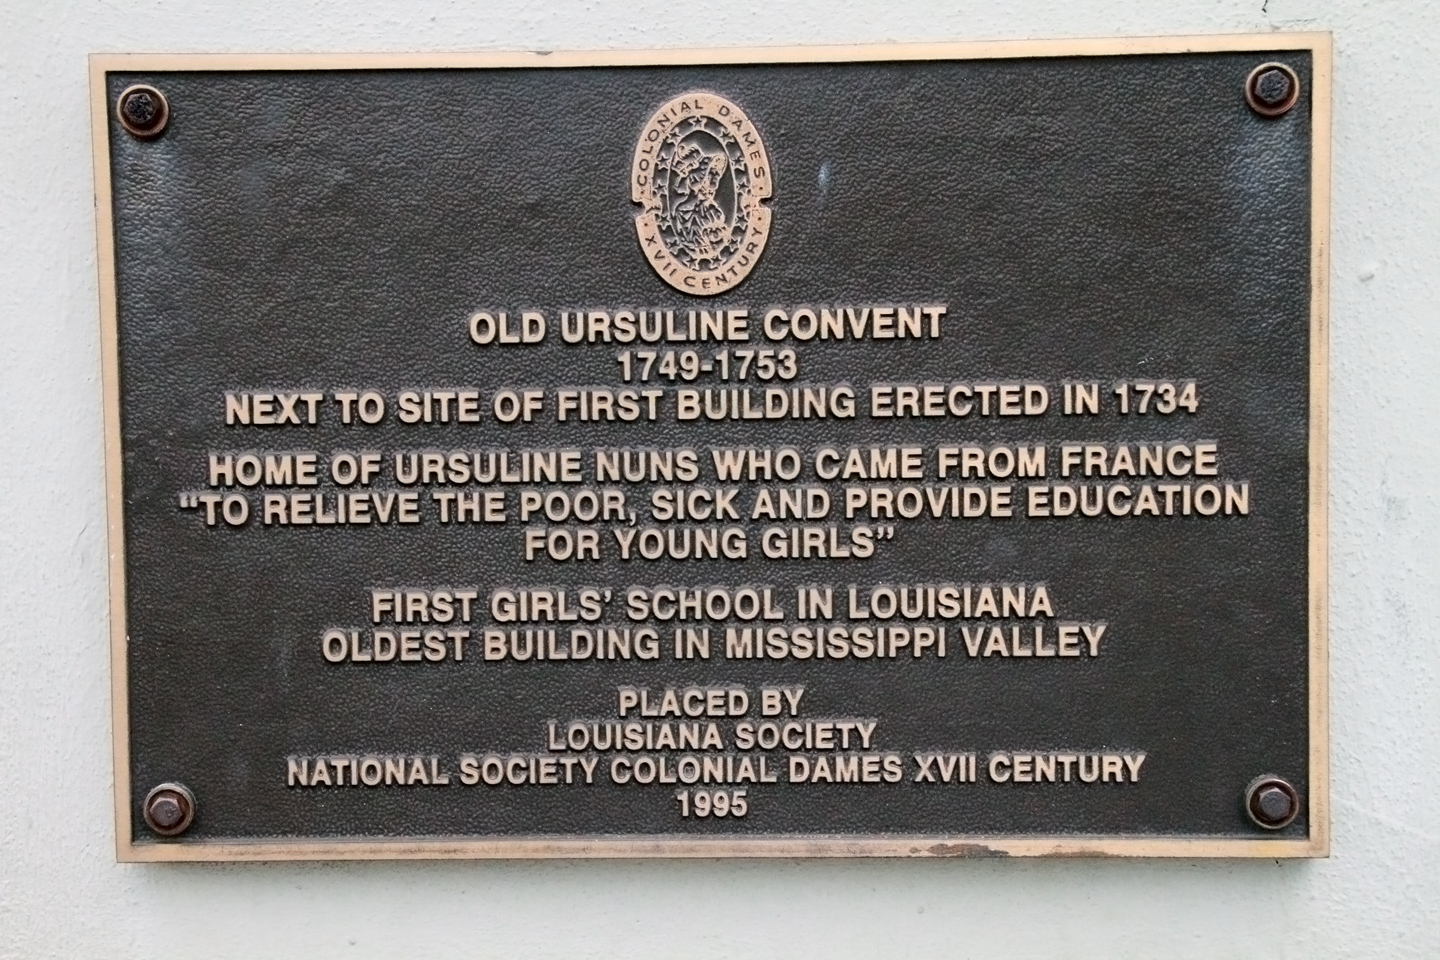 COLONIAL DAMES
XVII CENTURY
OLD URSULINE CONVENT
1749-1753
NEXT TO SITE OF FIRST BUILDING ERECTED IN 1734
HOME OF URSULINE NUNS WHO CAME FROM FRANCE
“TO RELIEVE THE POOR, SICK AND PROVIDE EDUCATION
FOR YOUNG GIRLS”
FIRST GIRLS’ SCHOOL IN LOUISIANA
OLDEST BUILDING IN MISSISSIPPI VALLEY
PLACED BY
LOUISIANA SOCIETY
NATIONAL SOCIETY COLONIAL DAMES XVII CENTURY
1995